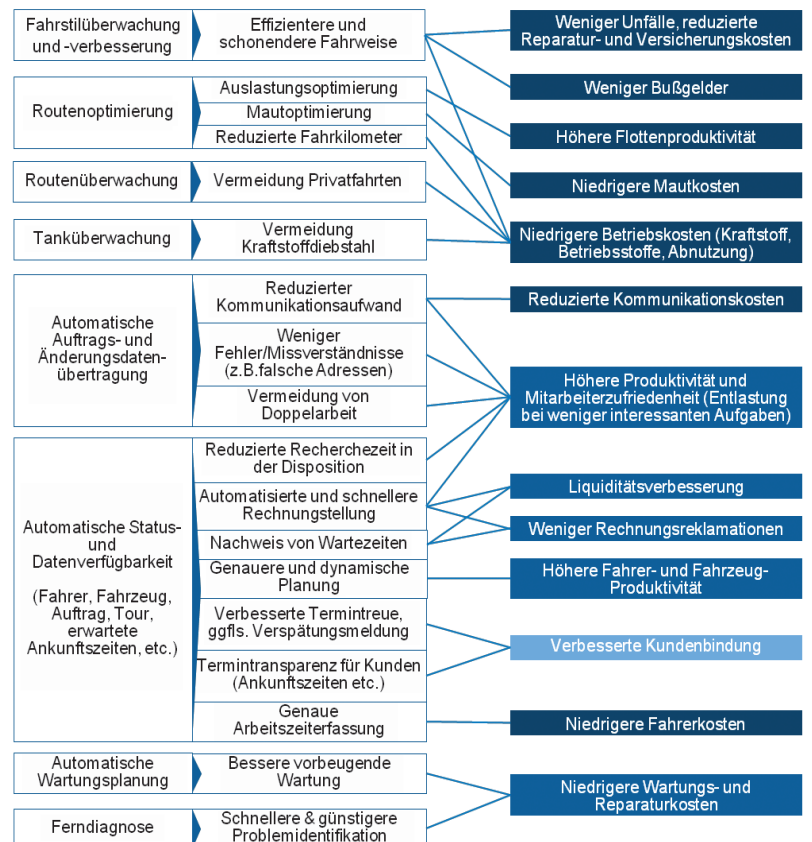 Fahrstilüberwachung
und -verbesserung
Effizientere und
schonendere Fahrweise
Weniger Unfälle, reduzierte
Reparatur- und Versicherungskosten
Routenoptimierung
Auslastungsoptimierung
Mautoptimierung
Reduzierte Fahrkilometer
Weniger Bußgelder
Höhere Flottenproduktivität
Routenüberwachung
Vermeidung Privatfahrten
Niedrigere Mautkosten
Tanküberwachung
Vermeidung
Kraftstoffdiebstahl
Niedrigere Betriebskosten (Kraftstoff,
Betriebsstoffe, Abnutzung)
Automatische
Auftrags- und
Änderungsdaten-
übertragung
Reduzierter
Kommunikationsaufwand
Weniger
Fehler/Missverständnisse
(z.B.falsche Adressen)
Vermeidung von
Doppelarbeit
Reduzierte Kommunikationskosten
Höhere Produktivität und
Mitarbeiterzufriedenheit (Entlastung
bei weniger interessanten Aufgaben)
Automatische Status-
und
Datenverfügbarkeit
(Fahrer, Fahrzeug,
Auftrag, Tour,
erwartete
Ankunftszeiten, etc.)
Reduzierte Recherchezeit in
der Disposition
Automatisierte und schnellere
Rechnungstellung
Nachweis von Wartezeiten
Genauere und dynamische
Planung
Verbesserte Termintreue,
ggfls. Verspätungsmeldung
Termintransparenz für Kunden
(Ankunftszeiten etc.)
Genaue
Arbeitszeiterfassung
Liquiditätsverbesserung
Weniger Rechnungsreklamationen
Höhere Fahrer- und Fahrzeug-
Produktivität
Verbesserte Kundenbindung
Niedrigere Fahrerkosten
Automatische
Wartungsplanung
Bessere vorbeugende
Wartung
Niedrigere Wartungs- und
Reparaturkosten
Ferndiagnose
Schnellere & günstigere
Problemidentifikation